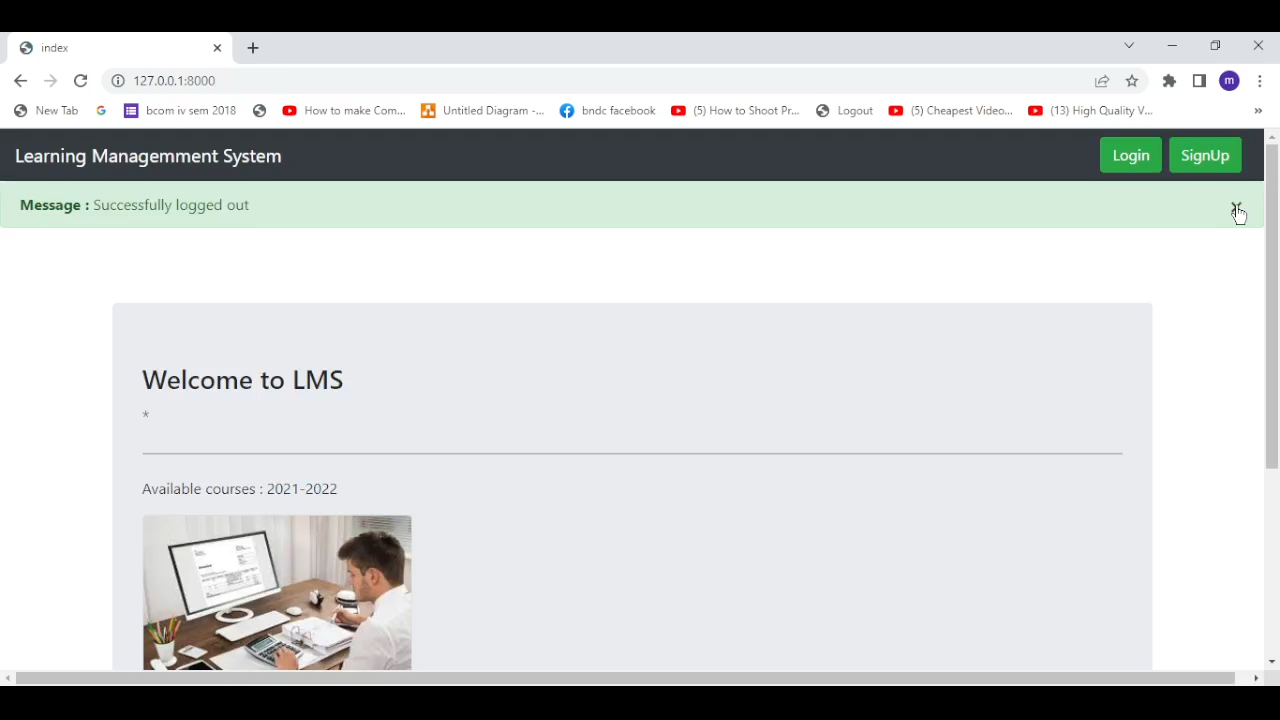 index
127.0.0.1:8000
m
New Tab
bcom iv sem 2018
How to make Com...
Untitled Diagram -...
bndc facebook
(5) How to Shoot Pr...
Logout
(5) Cheapest Video...
(13) High Quality V...
»
Learning Managemment System
Login
SignUp
Message : Successfully logged out
Welcome to LMS
*
Available courses : 2021-2022